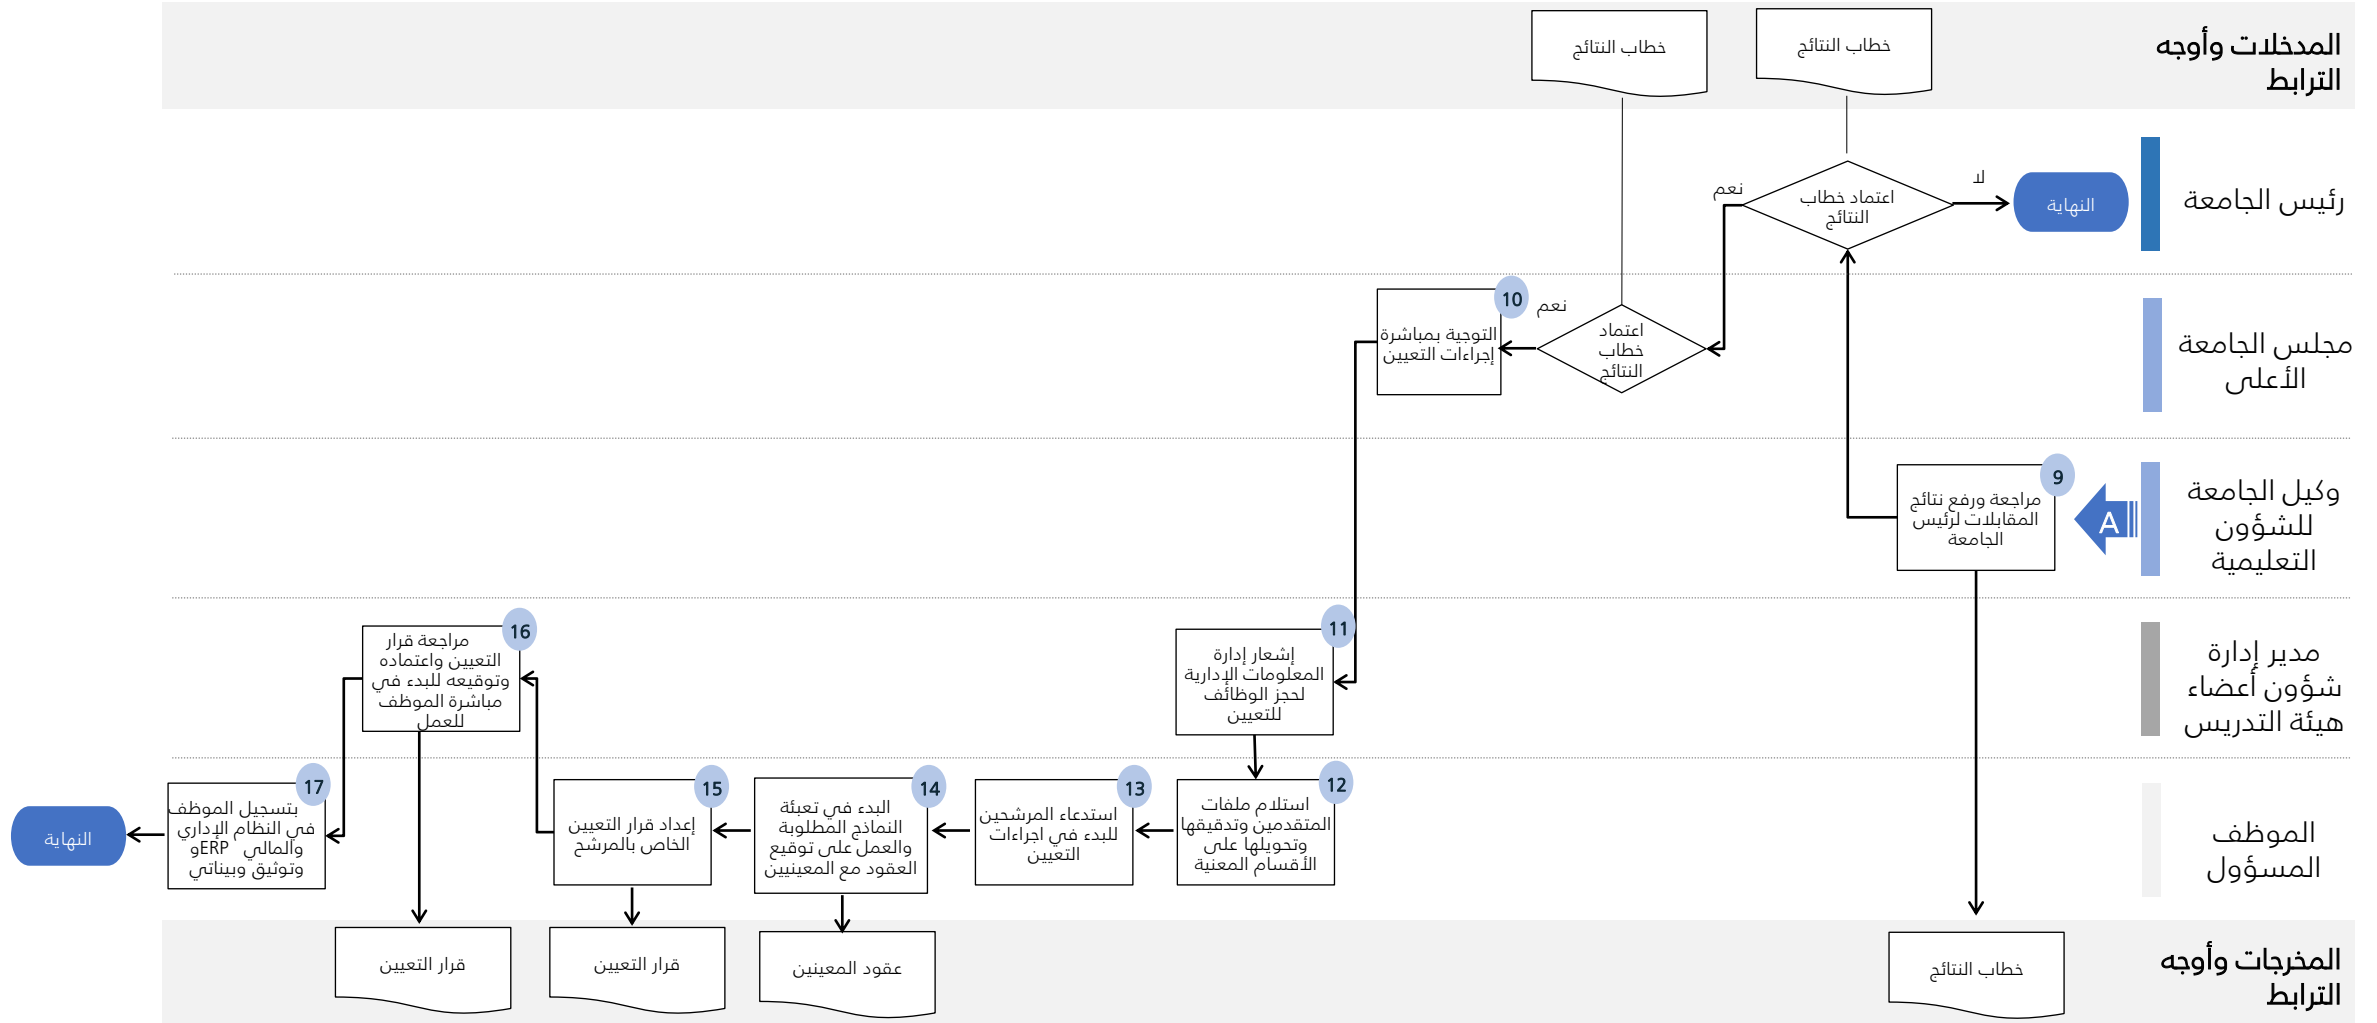 المدخلات وأوجه
الترابط
خطاب النتائج
خطاب النتائج
رئيس الجامعة
النهاية
لا
اعتماد خطاب
النتائج
نعم
مجلس الجامعة
الأعلى
اعتماد
خطاب
النتائج
نعم
10
التوجية بمباشرة
إجراءات التعيين
وكيل الجامعة
للشؤون
التعليمية
A
9
مراجعة ورفع نتائج
المقابلات لرئيس
الجامعة
مدير إدارة
شؤون أعضاء
هيئة التدريس
11
إشعار إدارة
المعلومات الإدارية
لحجز الوظائف
للتعيين
16
مراجعة قرار
التعيين واعتماده
وتوقيعه للبدء في
مباشرة الموظف
للعمل
الموظف
المسؤول
12
استلام ملفات
المتقدمين وتدقيقها
وتحويلها على
الأقسام المعنية
13
استدعاء المرشحين
للبدء في اجراءات
التعيين
14
البدء في تعبئة
النماذج المطلوبة
والعمل على توقيع
العقود مع المعينيين
15
إعداد قرار التعيين
الخاص بالمرشح
17
بتسجيل الموظف
في النظام الإداري
والمالي ERPو
وتوثيق وبيناتي
النهاية
المخرجات وأوجه
الترابط
خطاب النتائج
عقود المعينين
قرار التعيين
قرار التعيين